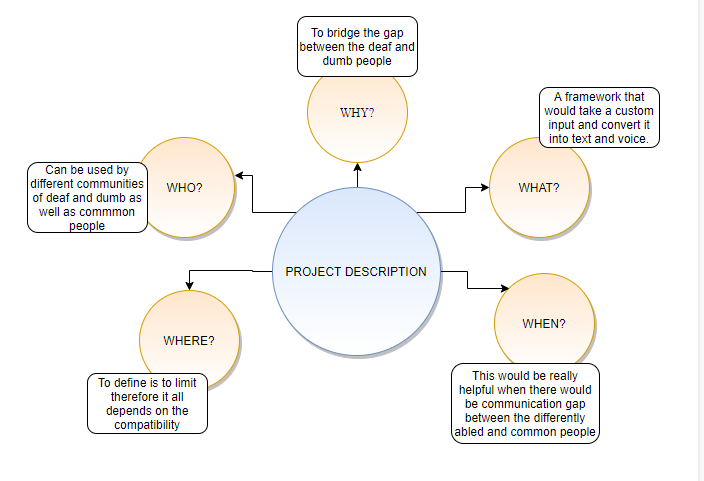 To bridge the gap
between the deaf and
dumb people
WHY?
A framework that
would take a custom
input and convert it
into text and voice.
WHAT?
Can be used by
different communities
of deaf and dumb as
well as commmon
people
WHO?
PROJECT DESCRIPTION
WHERE?
To define is to limit
therefore it all
depends on the
compatibility
WHEN?
This would be really
helpful when there would
be communication gap
between the differently
abled and common people